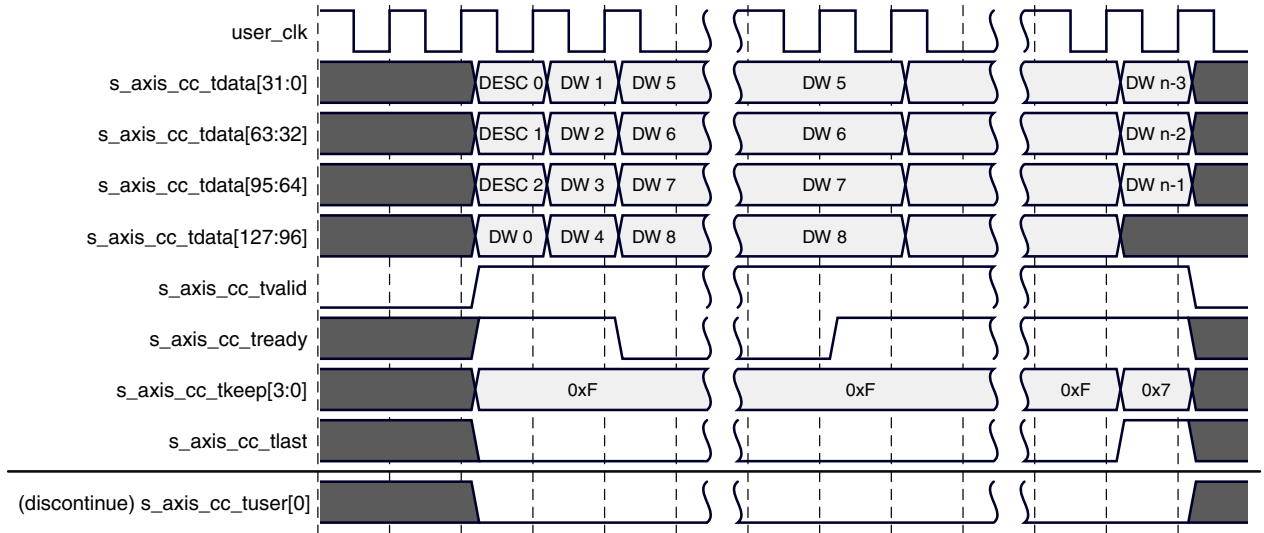 user_clk
s_axis_cc_tdata[31:0] DESC 0 DW 1 DW 5 DW 5 DW n-3
s_axis_cc_tdata[63:32] DESC 1 DW 2 DW 6 DW 6 DW n-2
s_axis_cc_tdata[95:64] DESC 2 DW 3 DW 7 DW 7 DW n-1
s_axis_cc_tdata[127:96] DW 0 DW 4 DW 8 DW 8
s_axis_cc_tvalid
s_axis_cc_tready
s_axis_cc_tkeep[3:0] 0xF 0xF 0xF 0x7
s_axis_cc_tlast
(discontinue) s_axis_cc_tuser[0]